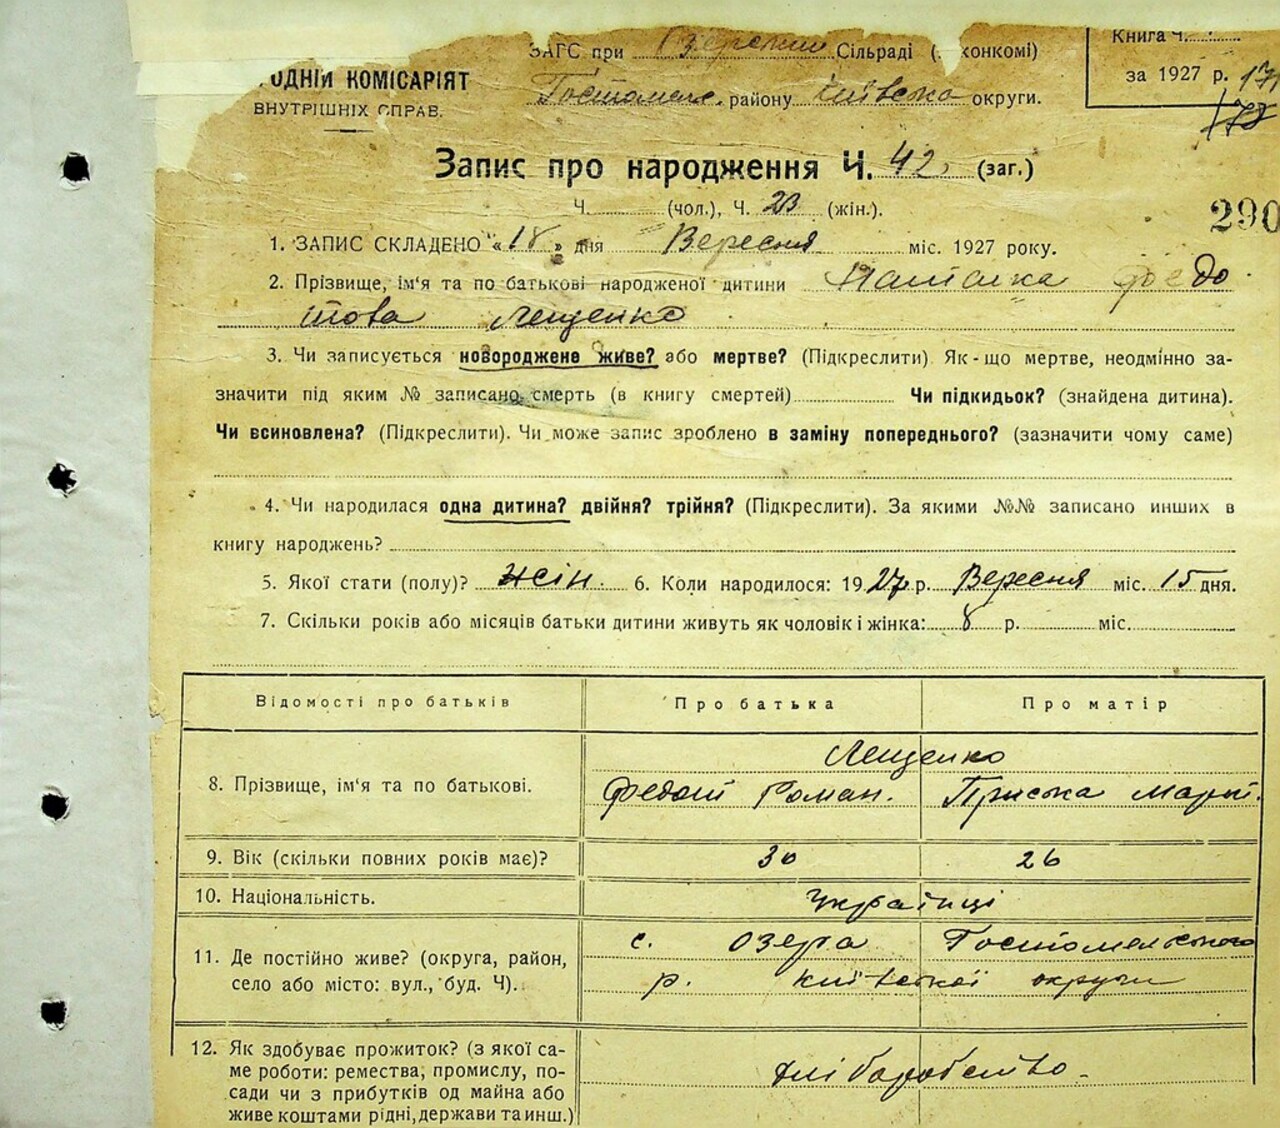 ЗАГС при Озерский Сільраді (. конкомі)
Книга Ч.
РОДНІЙ КОМІСАРІЯТ
ВНУТРІШНІХ СПРАВ.
Гостомель. району Київська округи.
за 1927 р. 171
172
Запис про народження Ч. 42 (заг.)
Ч. (чол.), Ч. 23 (жін.).
290
1. ЗАПИС СКЛАДЕНО "18" дня Вересня міс. 1927 року.
2. Прізвище, ім'я та по батькові народженої дитини Наталка Федо
това Лещенко
3. Чи записується новороджене живе? або мертве? (Підкреслити). Як-що мертве, неодмінно за-
значити під яким № записано смерть (в книгу смертей) Чи підкидьок? (знайдена дитина).
Чи всиновлена? (Підкреслити). Чи може запис зроблено в заміну попереднього? (зазначити чому саме)
4. Чи народилася одна дитина? двійня? трійня? (Підкреслити). За якими №№ записано инших в
книгу народжень?
5. Якої стати (полу)? жін. 6. Коли народилося: 1927 р. Вересня міс. 15 дня.
7. Скільки років або місяців батьки дитини живуть як чоловік і жінка: 8 р. міс.
Відомості про батьків Про батька Про матір
Лещенко
8. Прізвище, ім'я та по батькові. Федот Роман. Приська Март.
9. Вік (скільки повних років має)? 30 26
10. Національність. Українці
с. Озера Гостомельського
11. Де постійно живе? (округа, район,
село або місто: вул., буд. Ч). р. Київської округи
12. Як здобуває прожиток? (з якої са-
ме роботи: ремества, промислу, по-
сади чи з прибутків од майна або
живе коштами рідні, держави та инш.)
хліборобство.